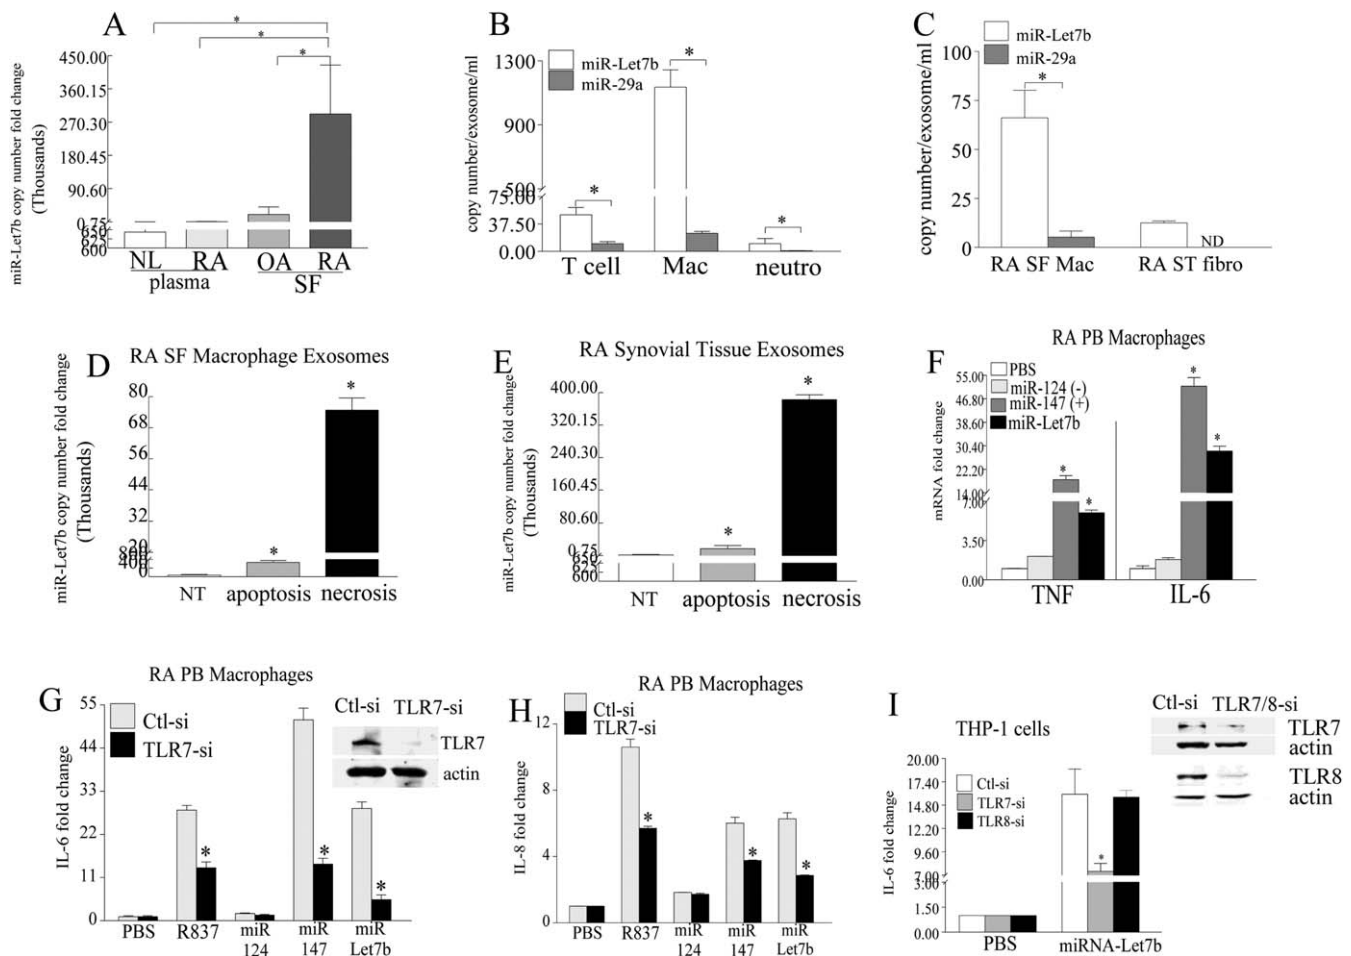 A
*
*
*
miR-Let7b copy number fold change
(Thousands)
450.00
360.15
270.30
180.45
90.60
0.75
650
625
600
NL
RA
OA
RA
plasma
SF
B
miR-Let7b
miR-29a
copy number/exosome/ml
1300
900
500
75.00
37.50
0.00
*
*
*
T cell
Mac
neutro
C
miR-Let7b
miR-29a
copy number/exosome/ml
100
75
50
25
0
*
ND
RA SF Mac
RA ST fibro
D
RA SF Macrophage Exosomes
miR-Let7b copy number fold change
(Thousands)
80
68
56
44
32
20
800
400
0
*
*
NT
apoptosis
necrosis
E
RA Synovial Tissue Exosomes
miR-Let7b copy number fold change
(Thousands)
400.00
320.15
240.30
160.45
80.60
0.75
650
625
600
*
*
NT
apoptosis
necrosis
F
RA PB Macrophages
PBS
miR-124 (-)
miR-147 (+)
miR-Let7b
mRNA fold change
55.00
46.80
38.60
30.40
22.20
14.00
7.00
3.50
0.00
*
*
*
*
TNF
IL-6
G
RA PB Macrophages
Ctl-si
TLR7-si
IL-6 fold change
55
44
33
22
11
0
*
*
*
PBS
R837
miR
124
miR
147
miR
Let7b
Ctl-si TLR7-si
TLR7
actin
H
RA PB Macrophages
Ctl-si
TLR7-si
IL-8 fold change
12
8
4
0
*
*
*
PBS
R837
miR
124
miR
147
miR
Let7b
I
THP-1 cells
Ctl-si
TLR7-si
TLR8-si
IL-6 fold change
20.00
17.40
14.80
12.20
9.60
7.00
3.00
1.50
0.00
*
PBS
miRNA-Let7b
Ctl-si TLR7/8-si
TLR7
actin
TLR8
actin